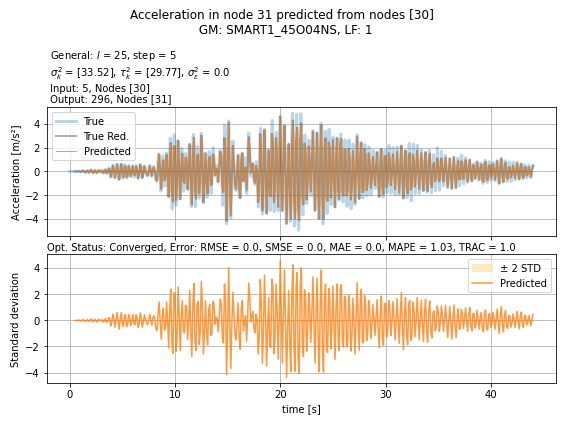 Acceleration in node 31 predicted from nodes [30]
GM: SMART1_45O04NS, LF: 1
General: l = 25, step = 5
σ²ₖ = [33.52], τ²ₖ = [29.77], σ²ε = 0.0
Input: 5, Nodes [30]
Output: 296, Nodes [31]
Acceleration [m/s²]
4
2
0
−2
−4
True
True Red.
Predicted
Opt. Status: Converged, Error: RMSE = 0.0, SMSE = 0.0, MAE = 0.0, MAPE = 1.03, TRAC = 1.0
Standard deviation
4
2
0
−2
−4
± 2 STD
Predicted
0 10 20 30 40
time [s]